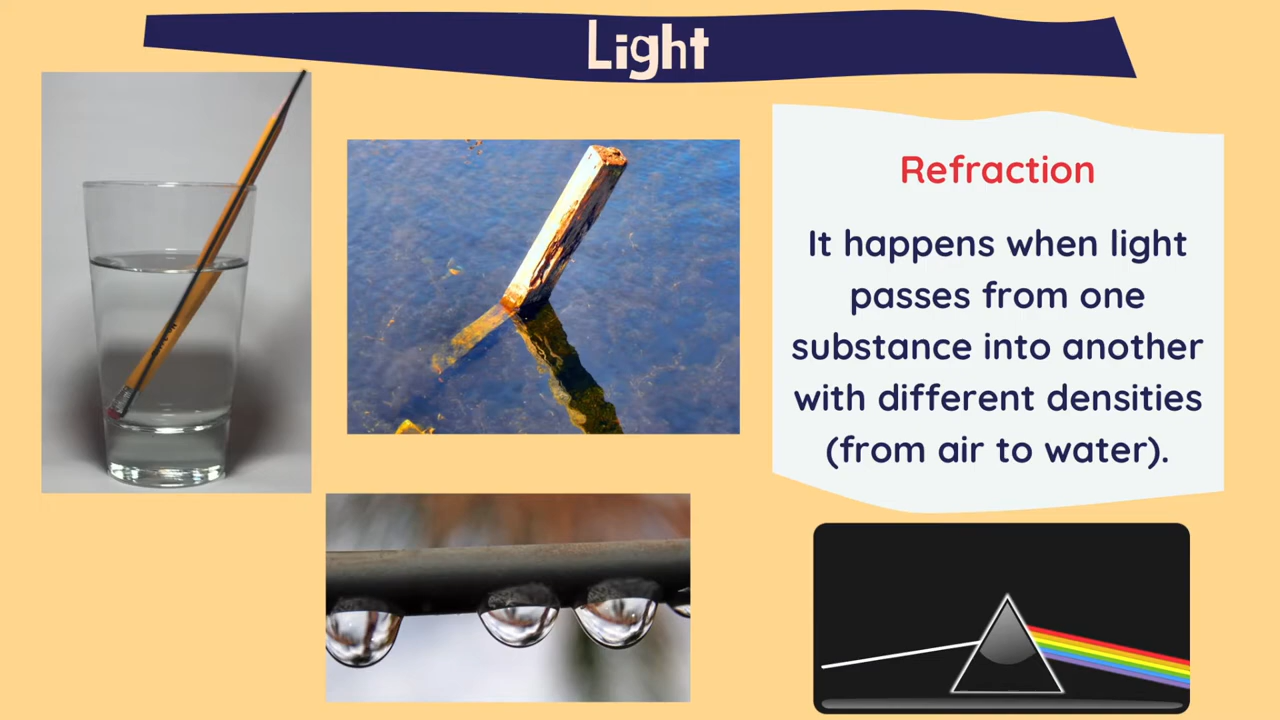 Light
Refraction
It happens when light
passes from one
substance into another
with different densities
(from air to water).